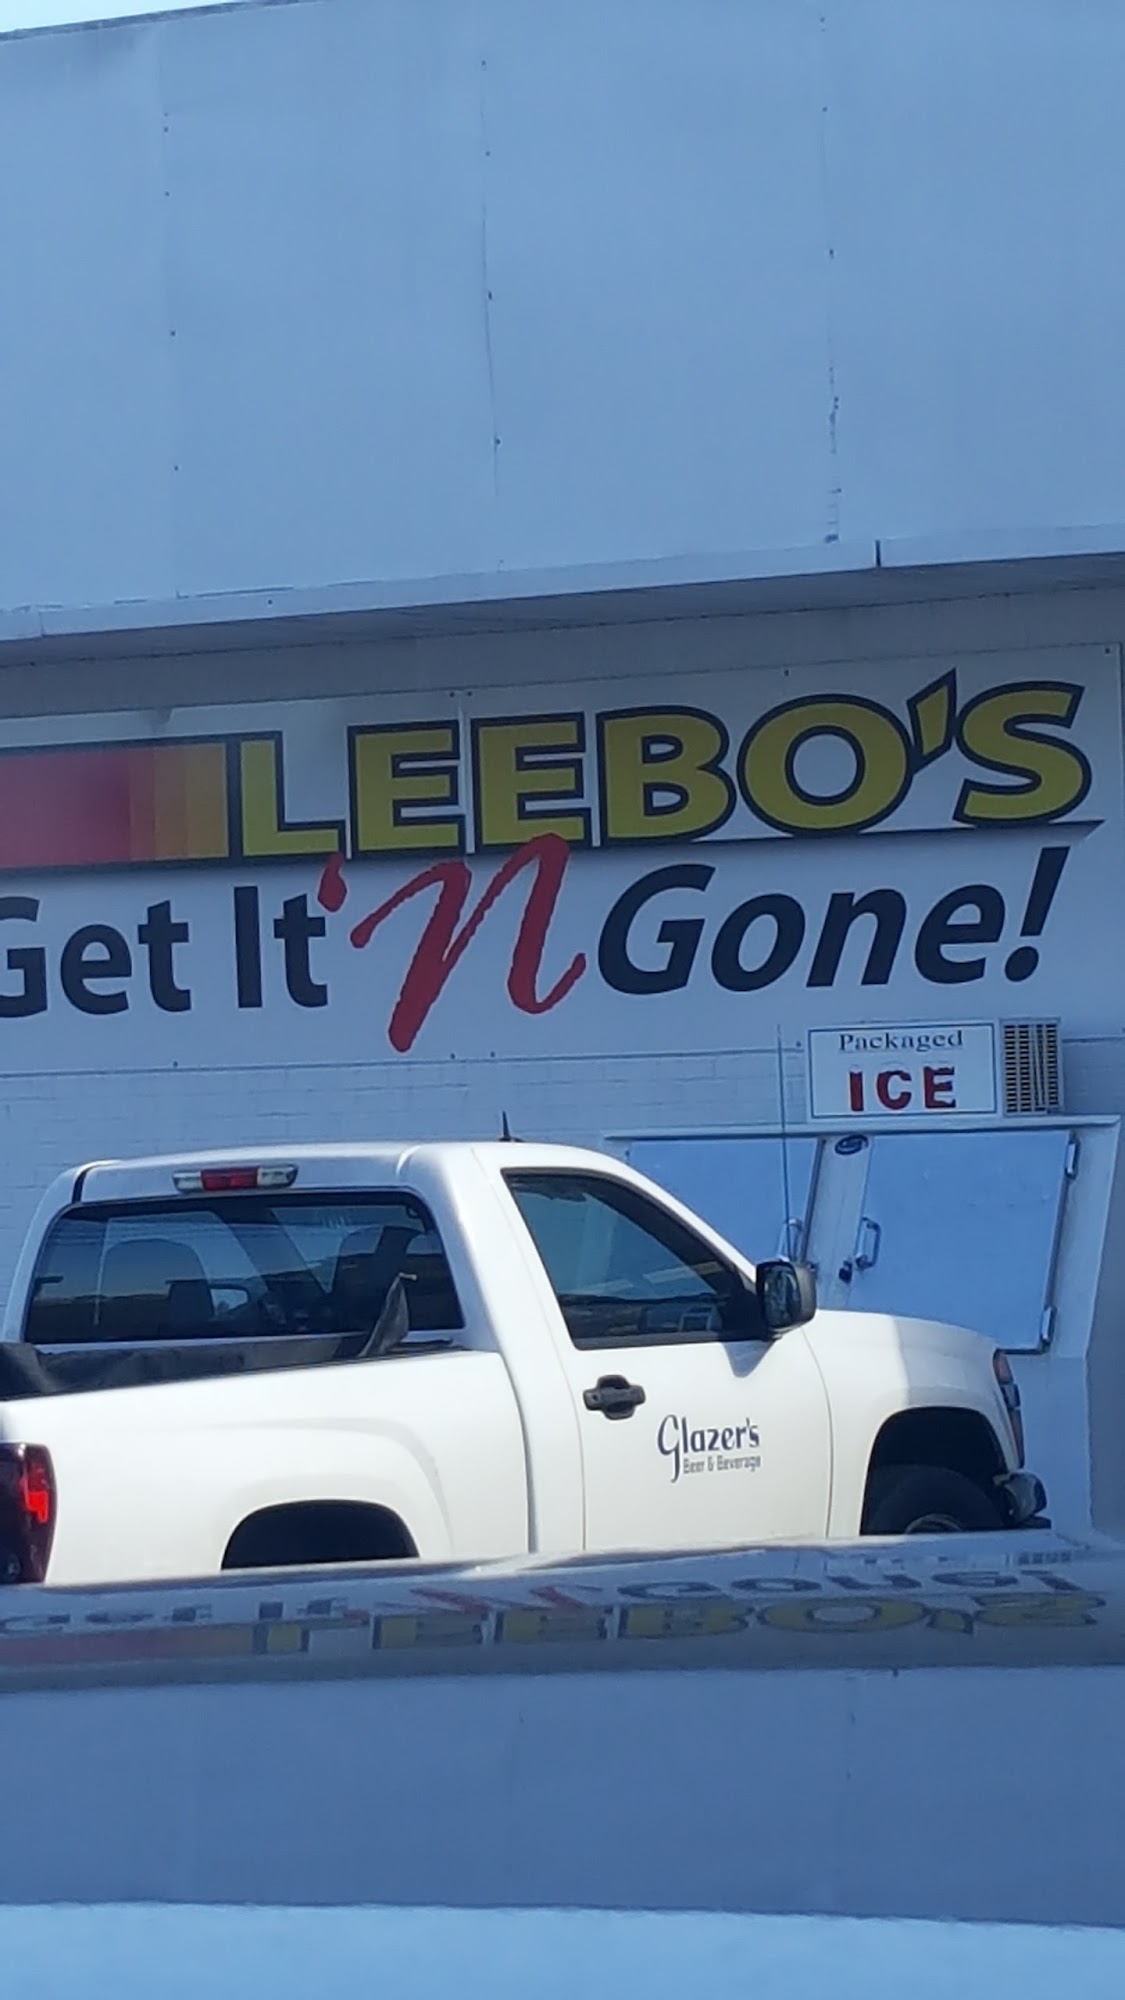 LEEBO'S
Get It 'N Gone!
Packaged
ICE
Glazer's
Beer & Beverage